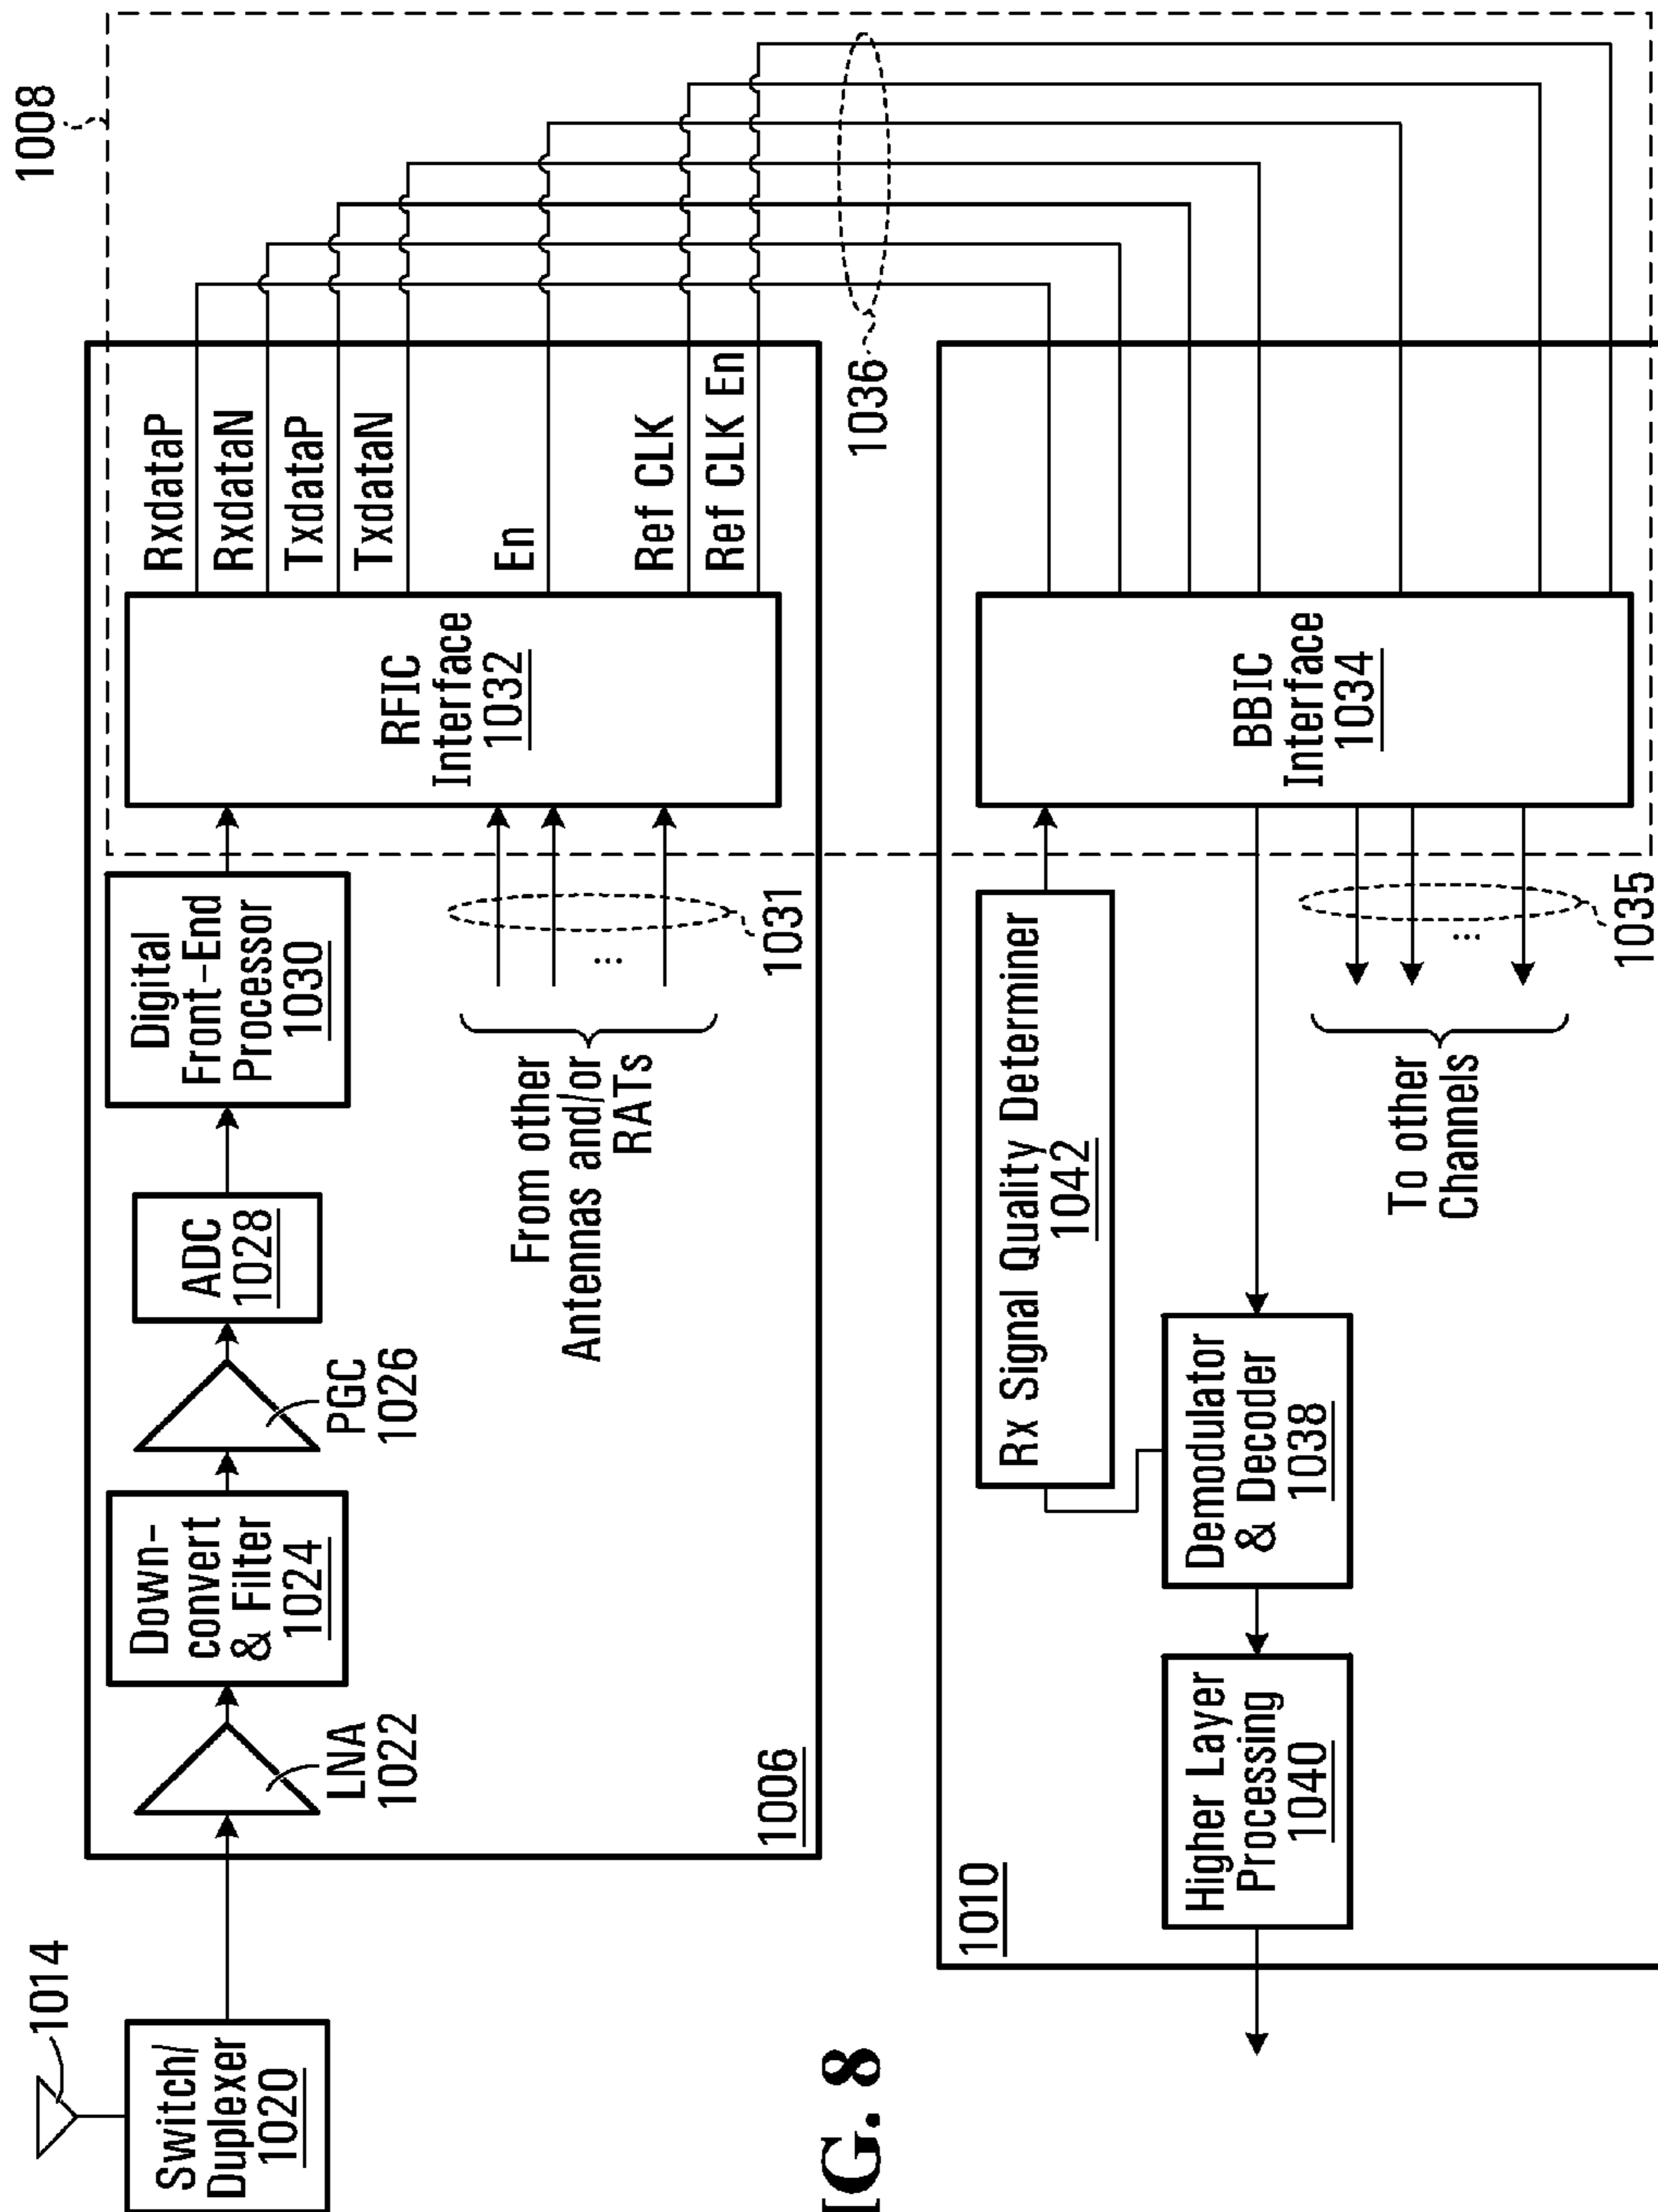 1014
Switch/
Duplexer
1020
LNA
1022
Down-
convert
& Filter
1024
PGC
1026
ADC
1028
Digital
Front-End
Processor
1030
RFIC
Interface
1032
RxdataP
RxdataN
TxdataP
TxdataN
En
Ref CLK
Ref CLK En
1008
From other
Antennas and/or
RATs
...
1031
1006
1036
1010
Higher Layer
Processing
1040
Demodulator
& Decoder
1038
Rx Signal Quality Determiner
1042
BBIC
Interface
1034
To other
Channels
...
1035
IG. 8